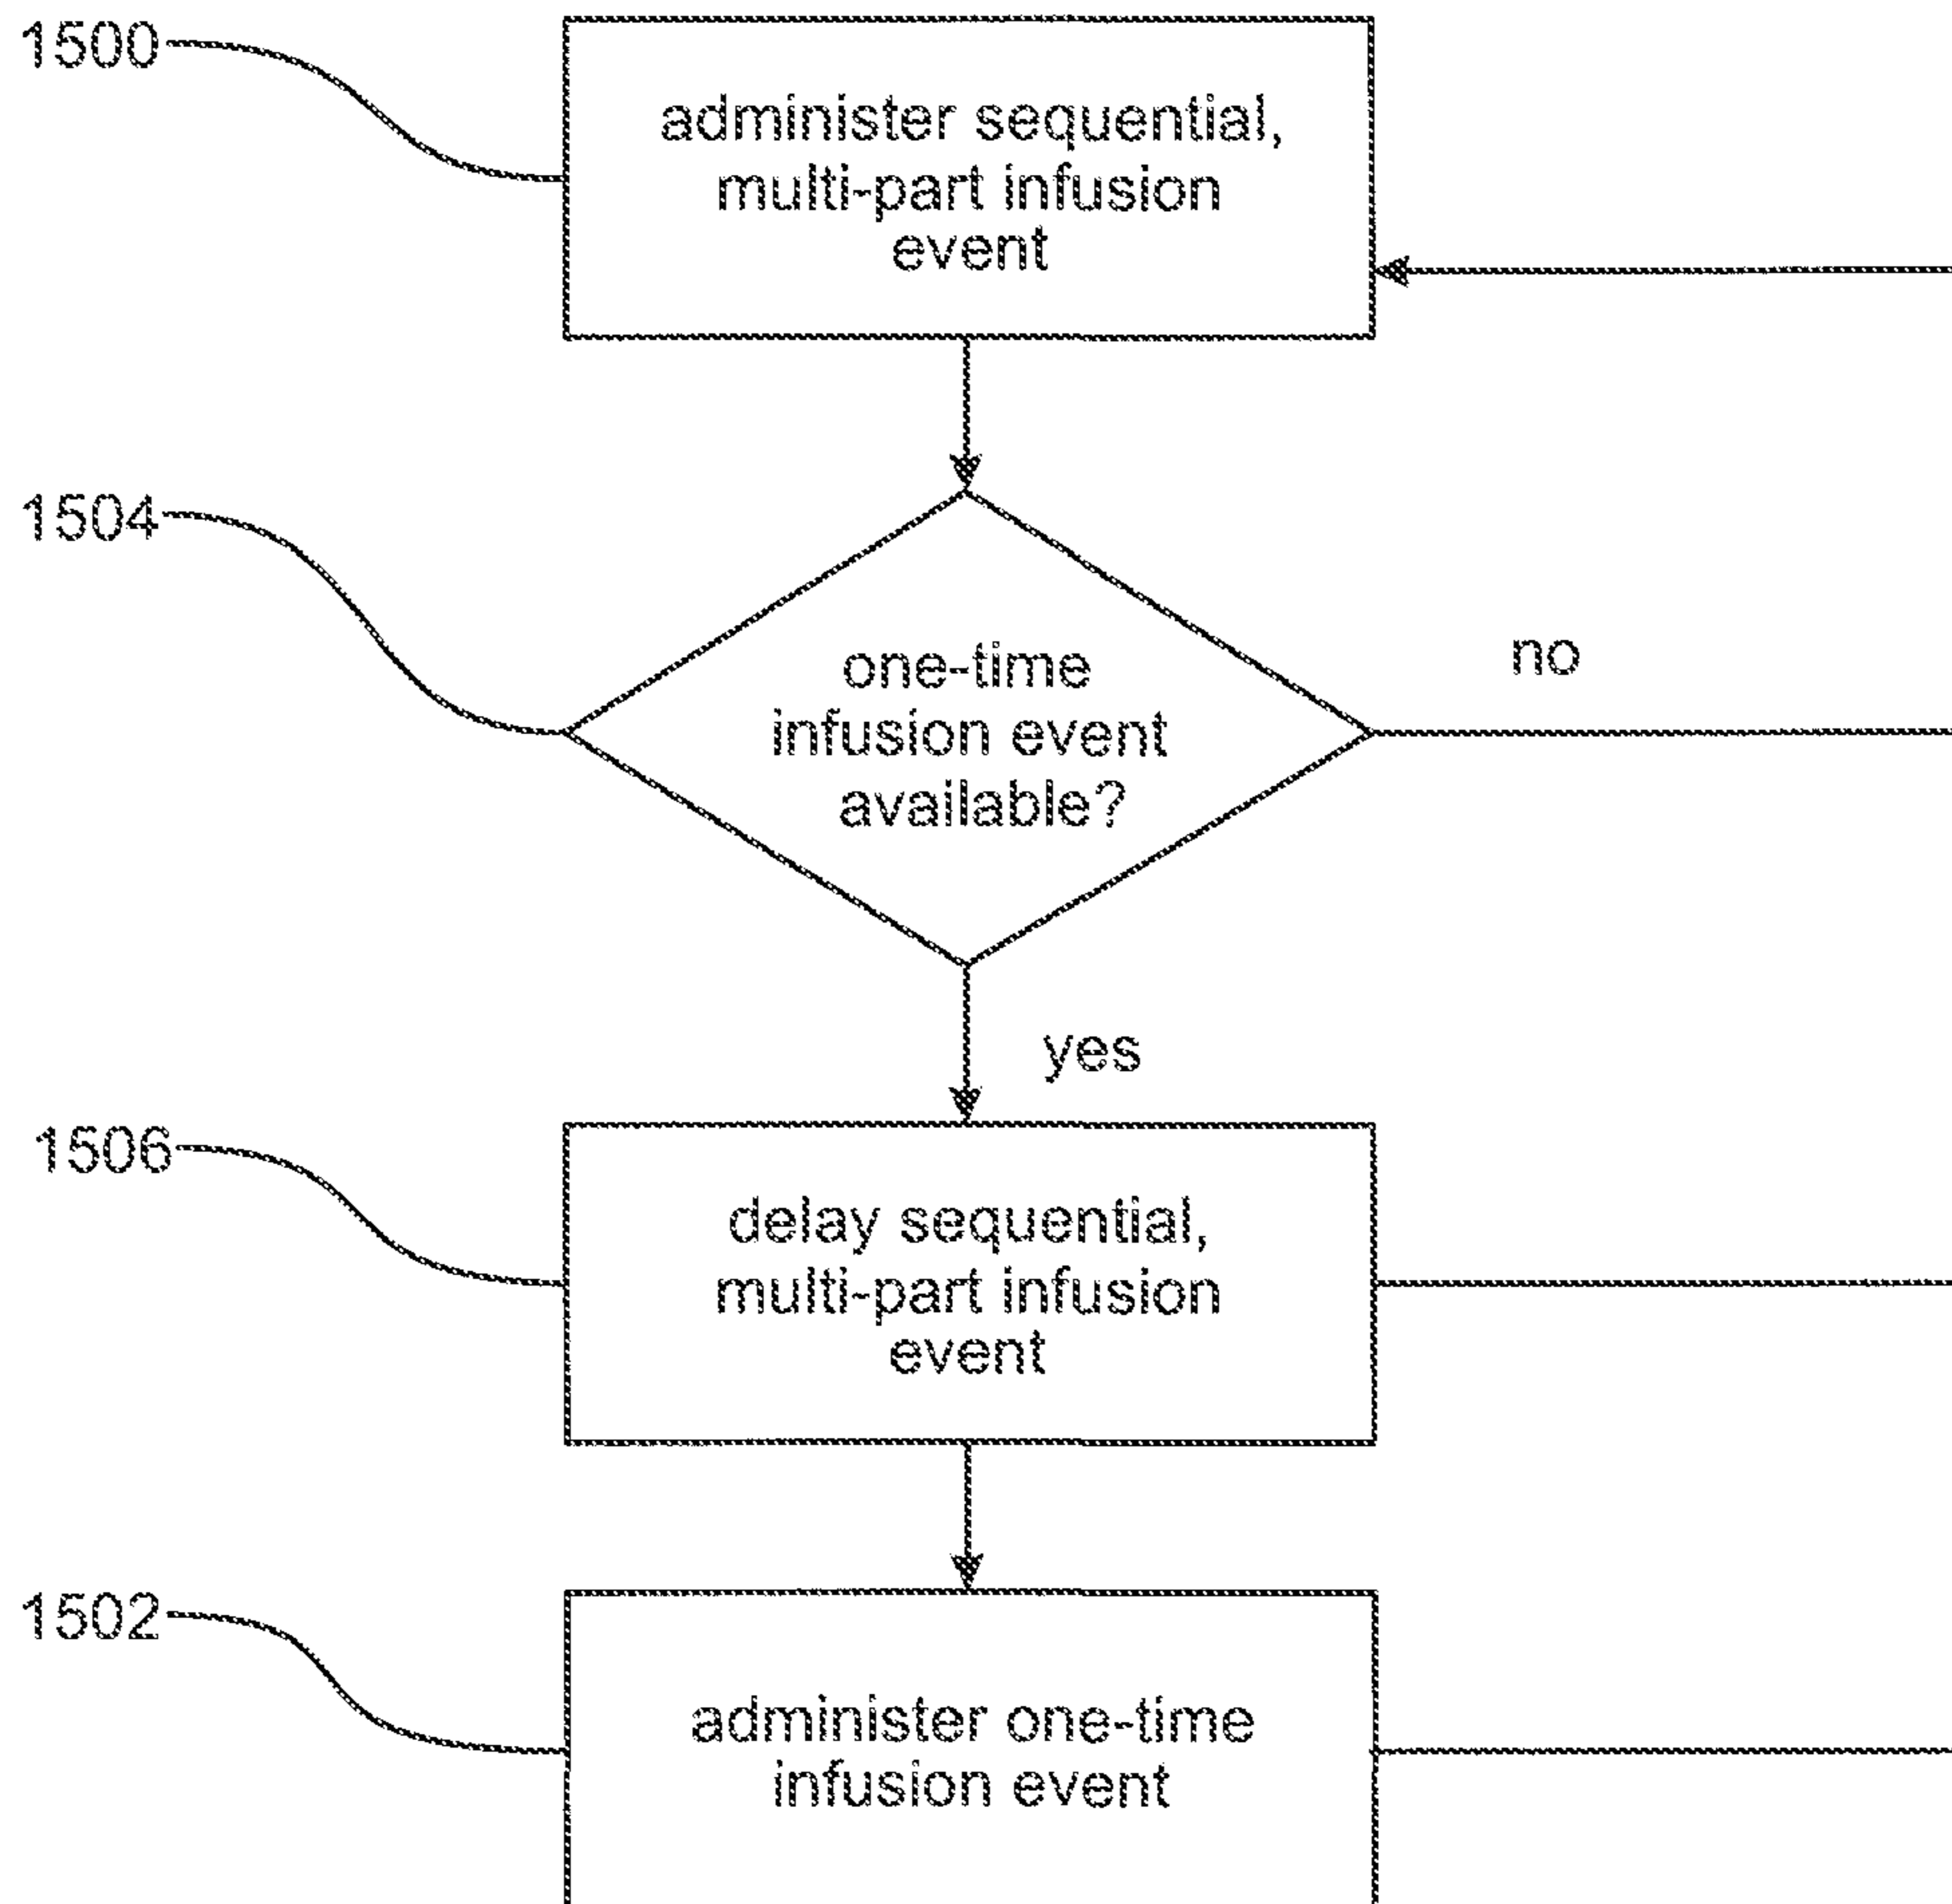 1500
administer sequential,
multi-part infusion
event
1504
one-time
infusion event
available?
no
yes
1506
delay sequential,
multi-part infusion
event
1502
administer one-time
infusion event